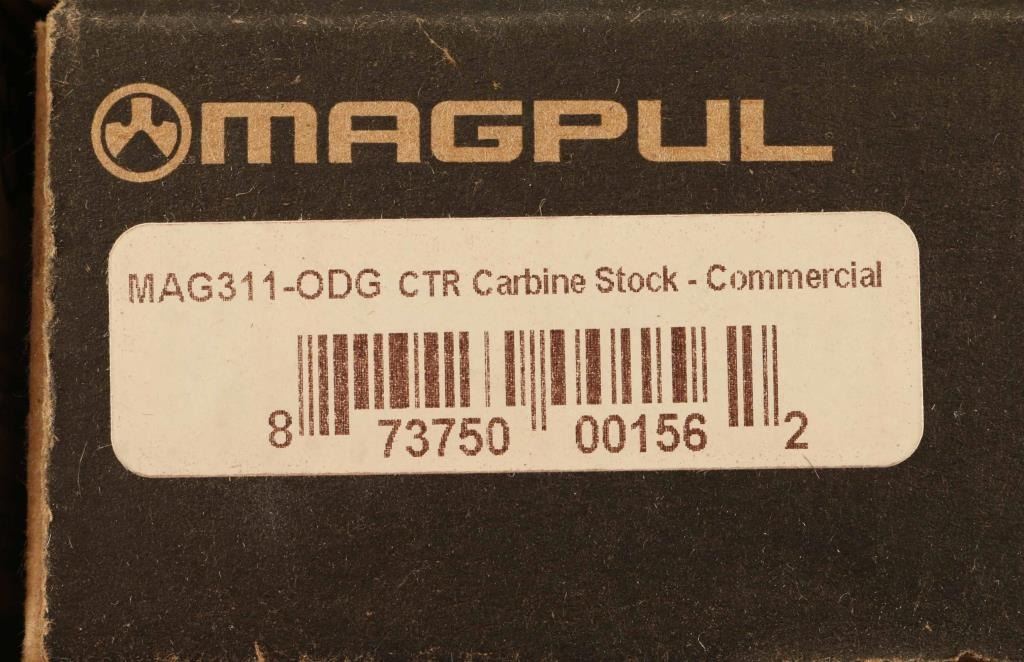 MAGPUL
MAG311-ODG CTR Carbine Stock - Commercial
8 73750 00156 2